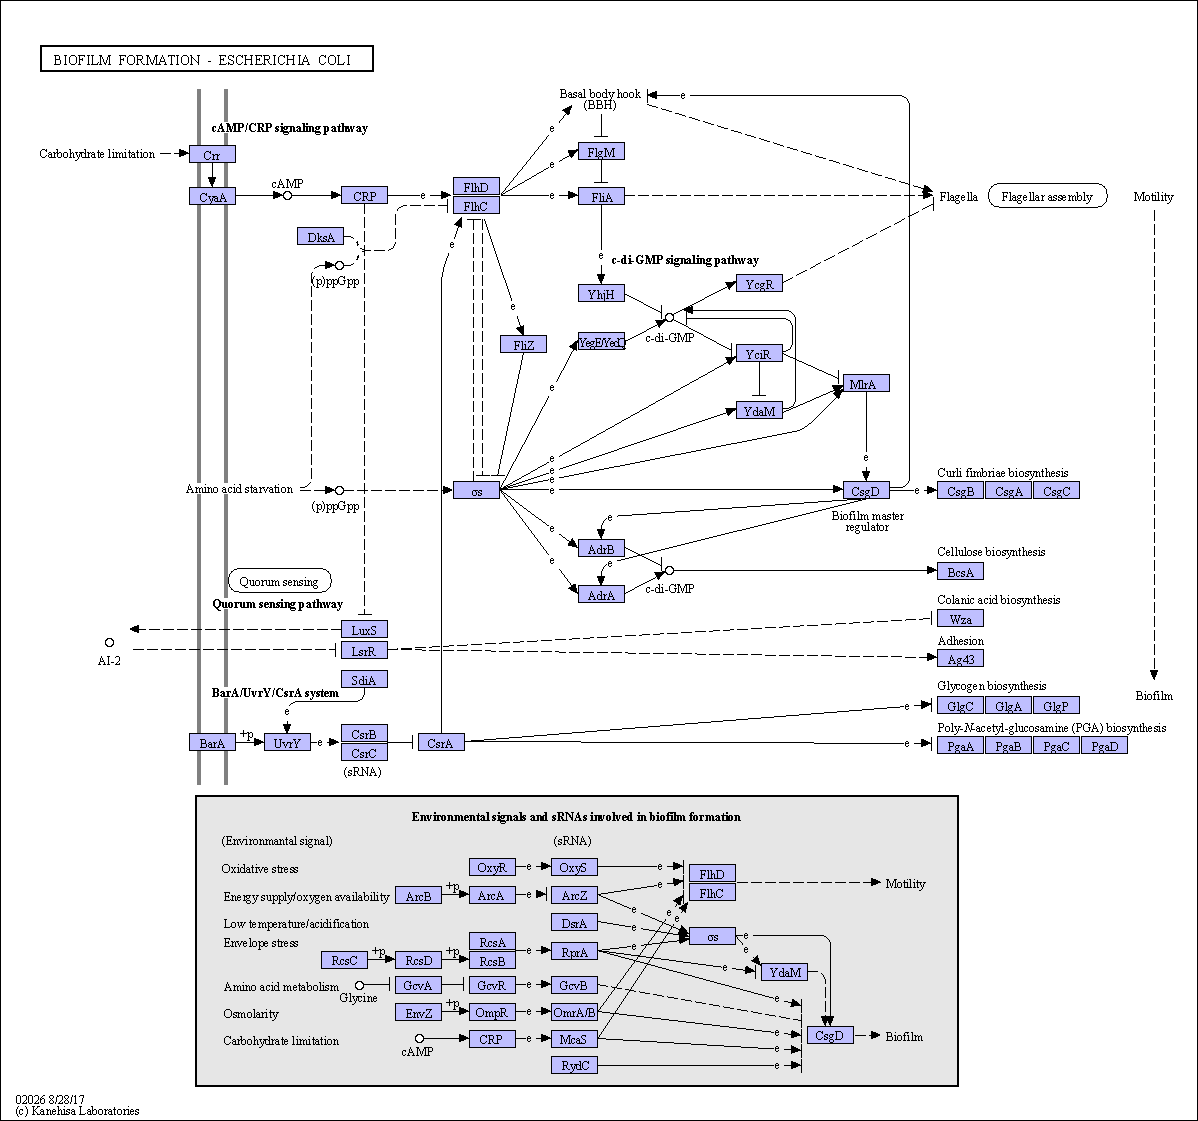 BIOFILM FORMATION - ESCHERICHIA COLI
Basal body hook
(BBH)
e
cAMP/CRP signaling pathway
e
Carbohydrate limitation
Crr
FlgM
e
CyaA
cAMP
CRP
e
FlhD
FlhC
e
FliA
Flagella
Flagellar assembly
Motility
DksA
e
(p)ppGpp
e
c-di-GMP signaling pathway
YhjH
YcgR
e
FliZ
YegE/YedQ
c-di-GMP
YciR
e
MlrA
YdaM
e
e
e
e
e
Amino acid starvation
(p)ppGpp
σs
e
CsgD
e
Curli fimbriae biosynthesis
CsgB
CsgA
CsgC
Biofilm master
regulator
e
e
AdrB
e
e
AdrA
c-di-GMP
Cellulose biosynthesis
BcsA
Quorum sensing
Quorum sensing pathway
Colanic acid biosynthesis
Wza
LuxS
AI-2
LsrR
Adhesion
Ag43
SdiA
BarA/UvrY/CsrA system
e
Glycogen biosynthesis
GlgC
GlgA
GlgP
e
Biofilm
BarA
+p
UvrY
e
CsrB
CsrC
(sRNA)
CsrA
e
Poly-N-acetyl-glucosamine (PGA) biosynthesis
PgaA
PgaB
PgaC
PgaD
Environmental signals and sRNAs involved in biofilm formation
(Environmantal signal)
(sRNA)
Oxidative stress
OxyR
e
OxyS
e
FlhD
FlhC
Motility
Energy supply/oxygen availability
ArcB
+p
ArcA
e
ArcZ
e
e
e
e
Low temperature/acidification
DsrA
Envelope stress
RcsC
+p
RcsD
+p
RcsA
RcsB
e
RprA
e
σs
e
e
e
YdaM
Amino acid metabolism
Glycine
GcvA
GcvR
e
GcvB
e
Osmolarity
EnvZ
+p
OmpR
e
OmrA/B
e
CsgD
Biofilm
Carbohydrate limitation
cAMP
CRP
e
McaS
e
RydC
e
02026 8/28/17
(c) Kanehisa Laboratories